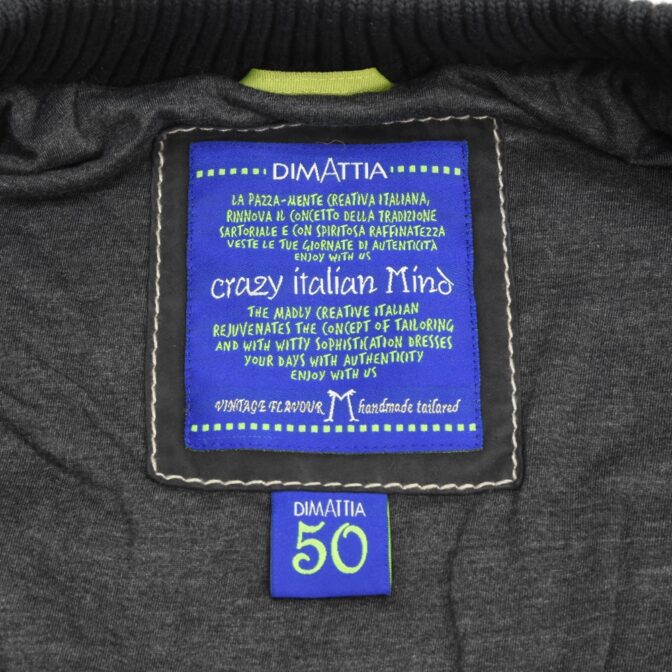 DIMATTIA
LA PAZZA-MENTE CREATIVA ITALIANA,
RINNOVA IL CONCETTO DELLA TRADIZIONE
SARTORIALE E CON SPIRITOSA RAFFINATEZZA
VESTE LE TUE GIORNATE DI AUTENTICITÀ
ENJOY WITH US
crazy italian Mind
THE MADLY CREATIVE ITALIAN
REJUVENATES THE CONCEPT OF TAILORING
AND WITH WITTY SOPHISTICATION DRESSES
YOUR DAYS WITH AUTHENTICITY
ENJOY WITH US
VINTAGE FLAVOUR M handmade tailared
DIMATTIA
50